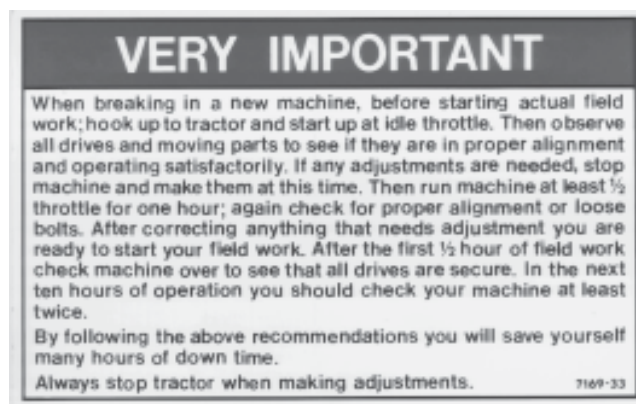 VERY IMPORTANT
When breaking in a new machine, before starting actual field
work; hook up to tractor and start up at idle throttle. Then observe
all drives and moving parts to see if they are in proper alignment
and operating satisfactorily. If any adjustments are needed, stop
machine and make them at this time. Then run machine at least ½
throttle for one hour; again check for proper alignment or loose
bolts. After correcting anything that needs adjustment you are
ready to start your field work. After the first ½ hour of field work
check machine over to see that all drives are secure. In the next
ten hours of operation you should check your machine at least
twice.
By following the above recommendations you will save yourself
many hours of down time.
Always stop tractor when making adjustments. 7169-33